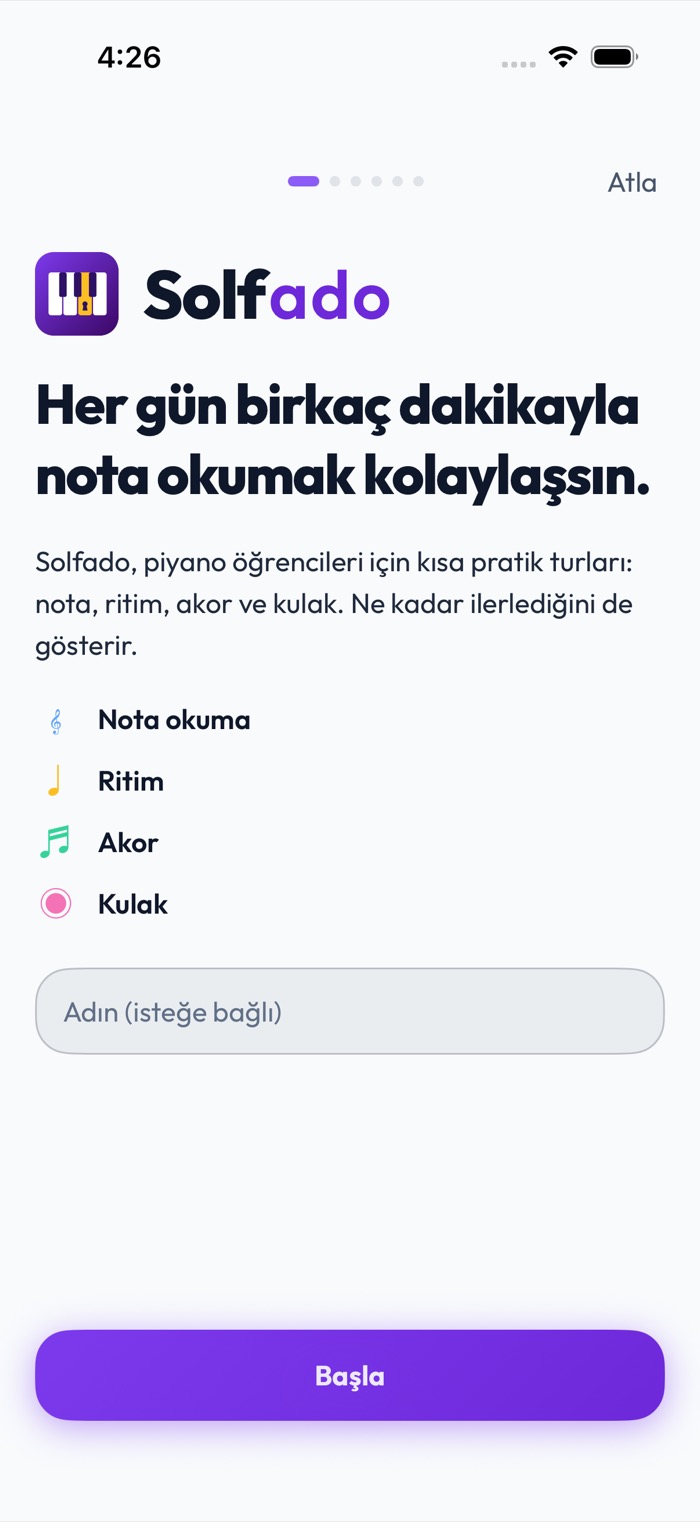 4:26
Atla
Solfado
Her gün birkaç dakikayla
nota okumak kolaylaşsın.
Solfado, piyano öğrencileri için kısa pratik turları:
nota, ritim, akor ve kulak. Ne kadar ilerlediğini de
gösterir.
Nota okuma
Ritim
Akor
Kulak
Adın (isteğe bağlı)
Başla